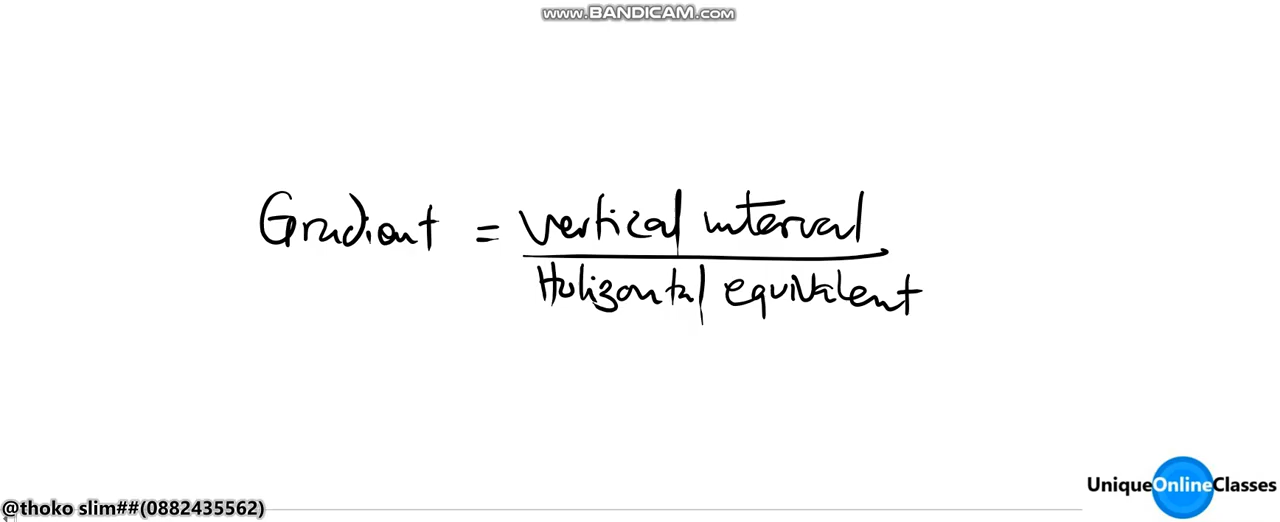 www.BANDICAM.com
Gradient = vertical interval
Holizontal equivalent
UniqueOnlineClasses
@thoko slim##(0882435562)